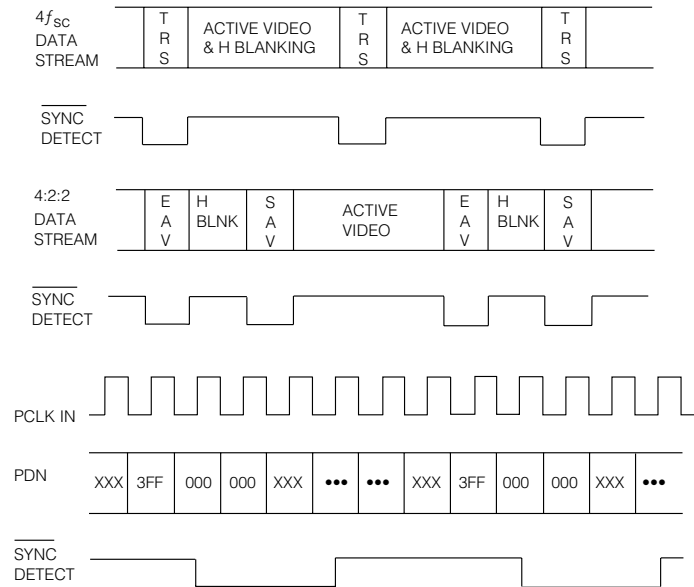 4fSC
DATA
STREAM
T
R
S
ACTIVE VIDEO
& H BLANKING
T
R
S
ACTIVE VIDEO
& H BLANKING
T
R
S
SYNC
DETECT
4:2:2
DATA
STREAM
E
A
V
H
BLNK
S
A
V
ACTIVE
VIDEO
E
A
V
H
BLNK
S
A
V
SYNC
DETECT
PCLK IN
PDN
XXX 3FF 000 000 XXX ••• ••• XXX 3FF 000 000 XXX •••
SYNC
DETECT